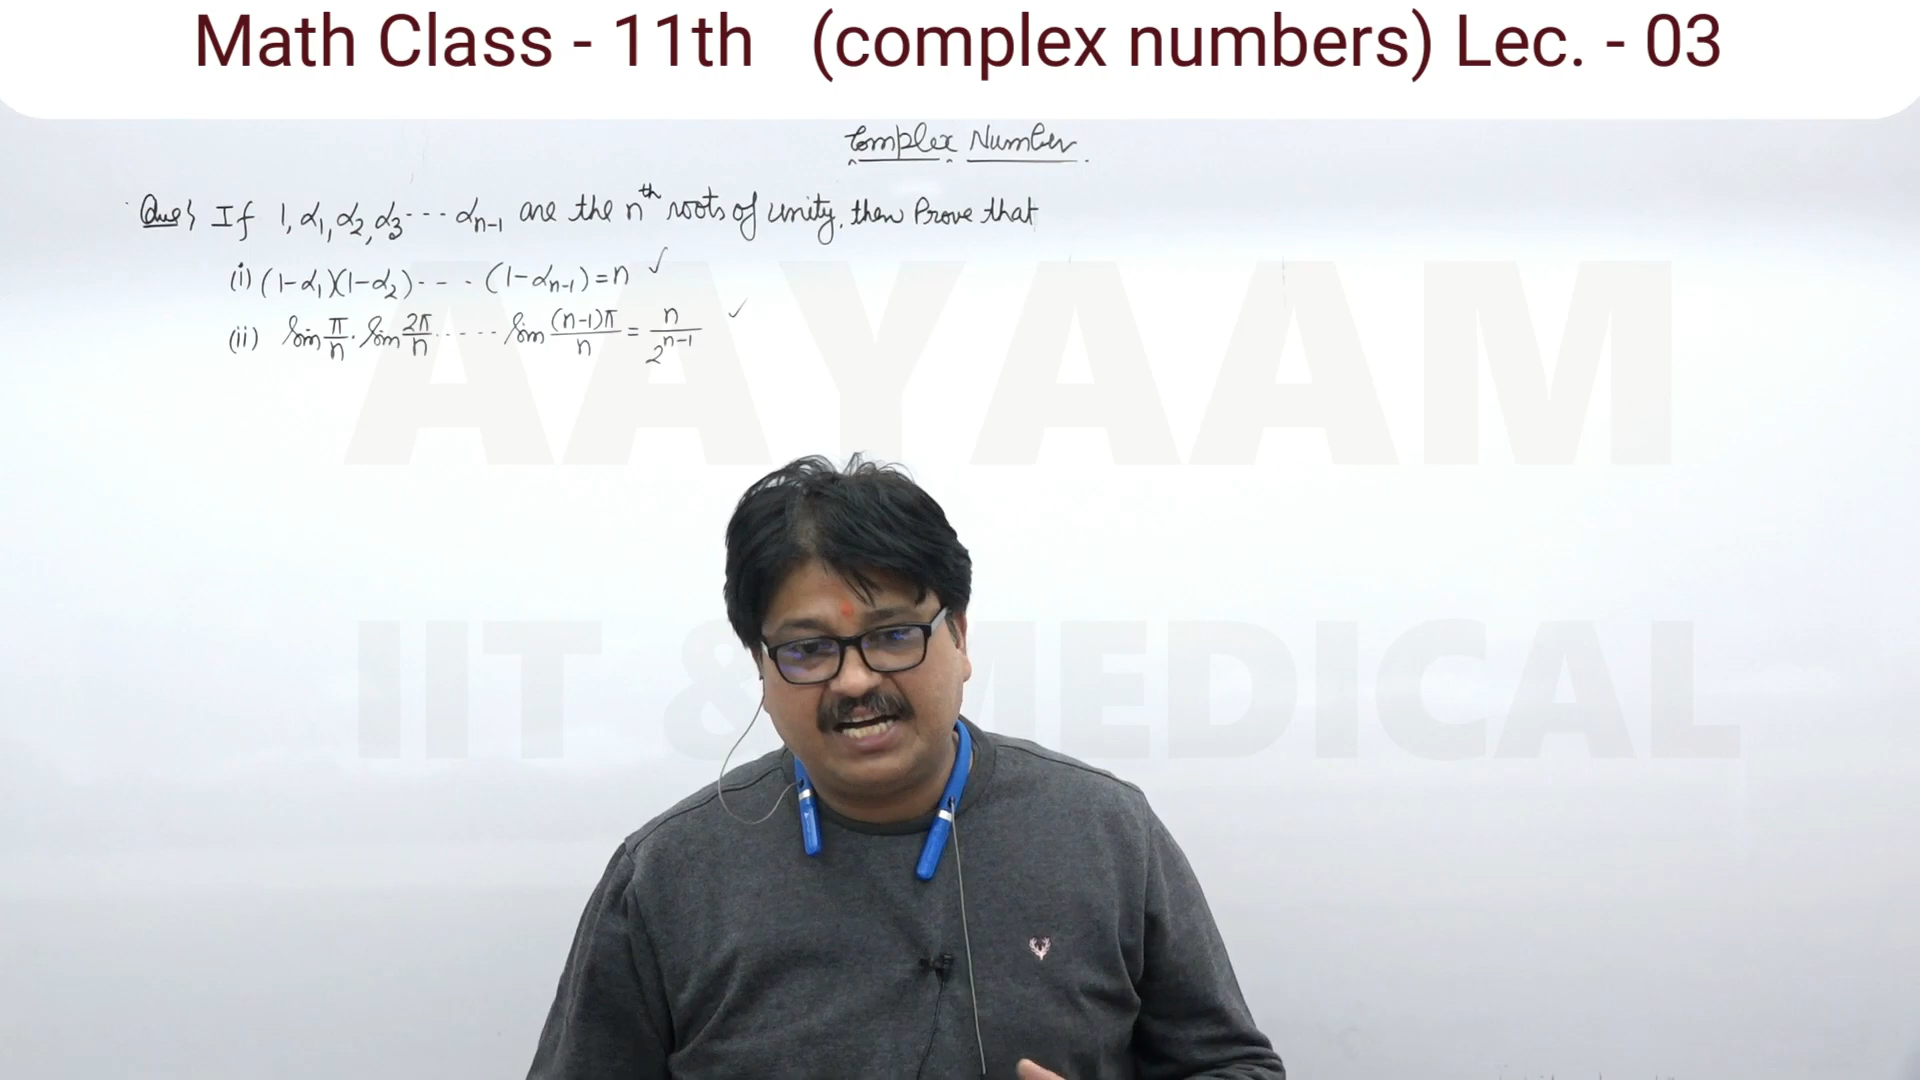 Math Class - 11th (complex numbers) Lec. - 03
Complex Number
Que) If 1, α₁, α₂, α₃ --- αₙ₋₁ are the nᵗʰ roots of unity, then Prove that
(i) (1-α₁)(1-α₂)- - - (1-αₙ₋₁) = n ✓
(ii) Sin π/n . Sin 2π/n ------ Sin (n-1)π/n = n/2ⁿ⁻¹ ✓
AAYAAM
IIT & MEDICAL